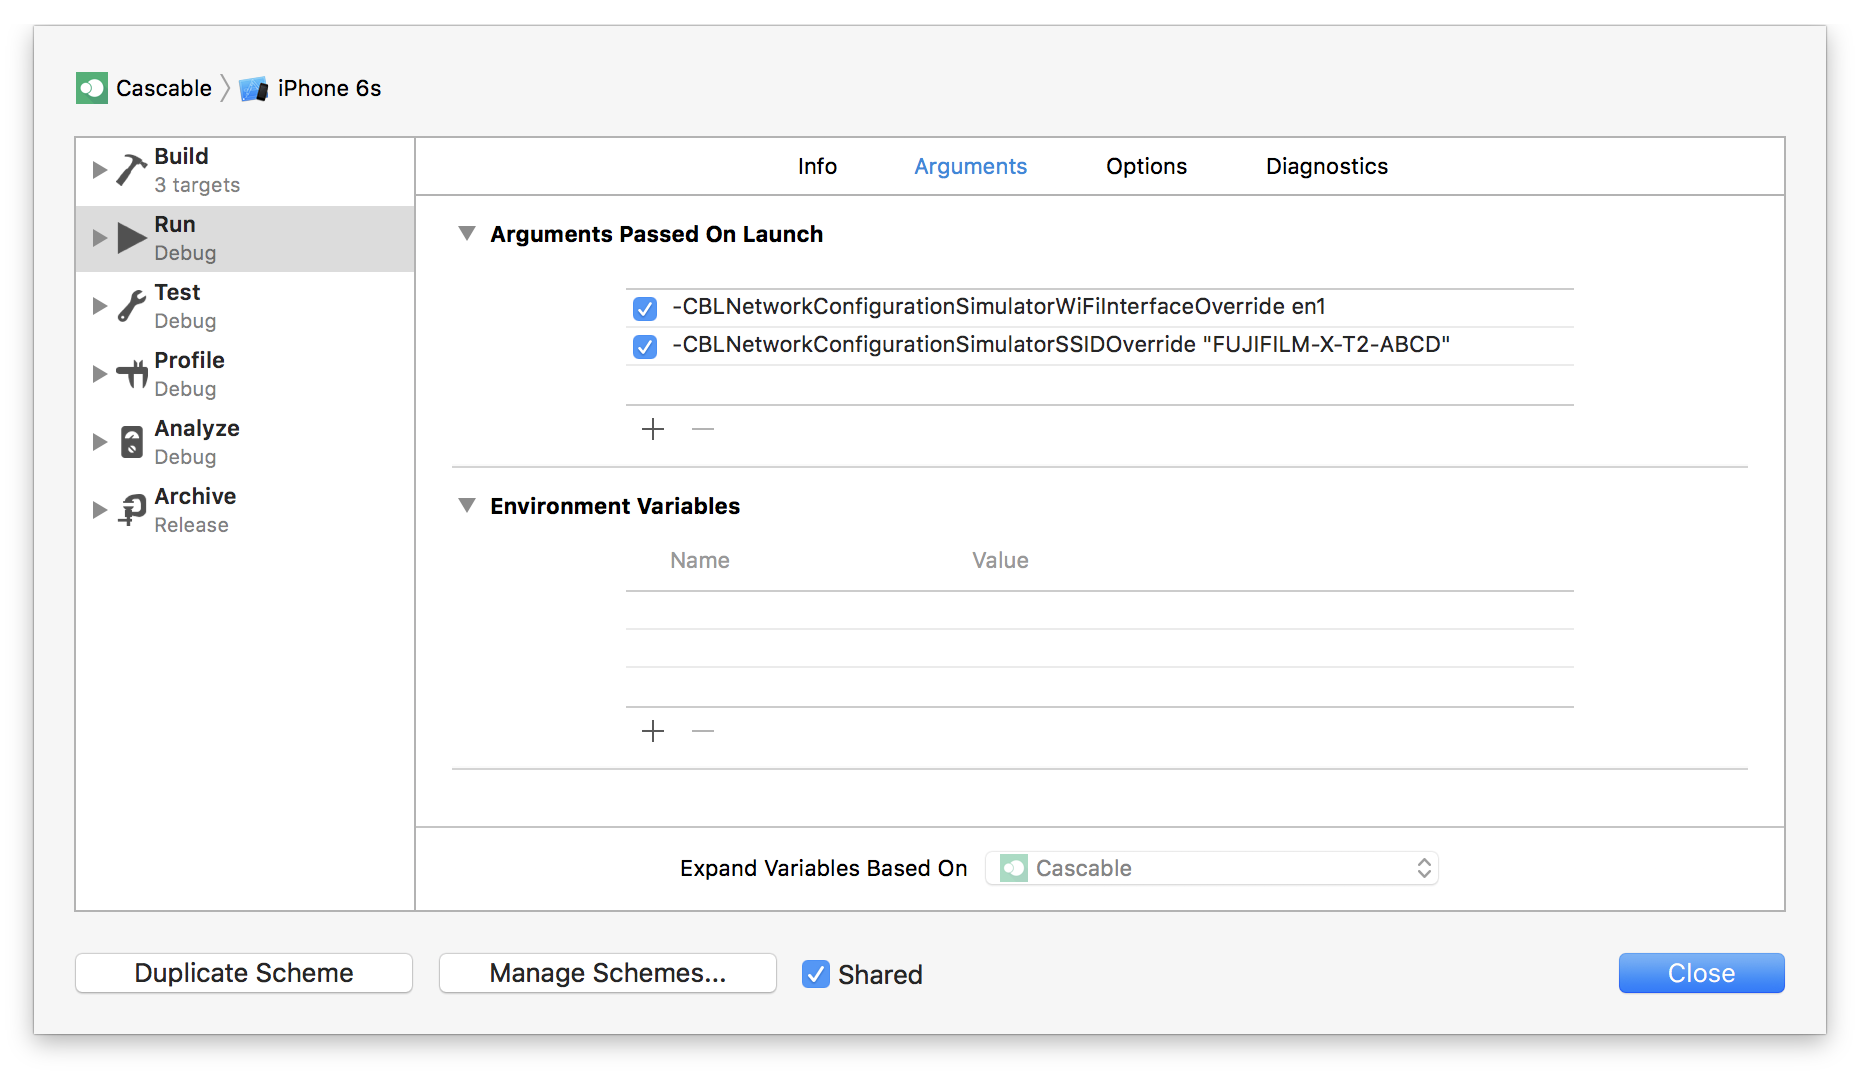 Cascable
iPhone 6s
Build
3 targets
Run
Debug
Test
Debug
Profile
Debug
Analyze
Debug
Archive
Release
Info Arguments Options Diagnostics
Arguments Passed On Launch
-CBLNetworkConfigurationSimulatorWiFiInterfaceOverride en1
-CBLNetworkConfigurationSimulatorSSIDOverride "FUJIFILM-X-T2-ABCD"
Environment Variables
Name Value
Expand Variables Based On Cascable
Duplicate Scheme
Manage Schemes...
Shared
Close